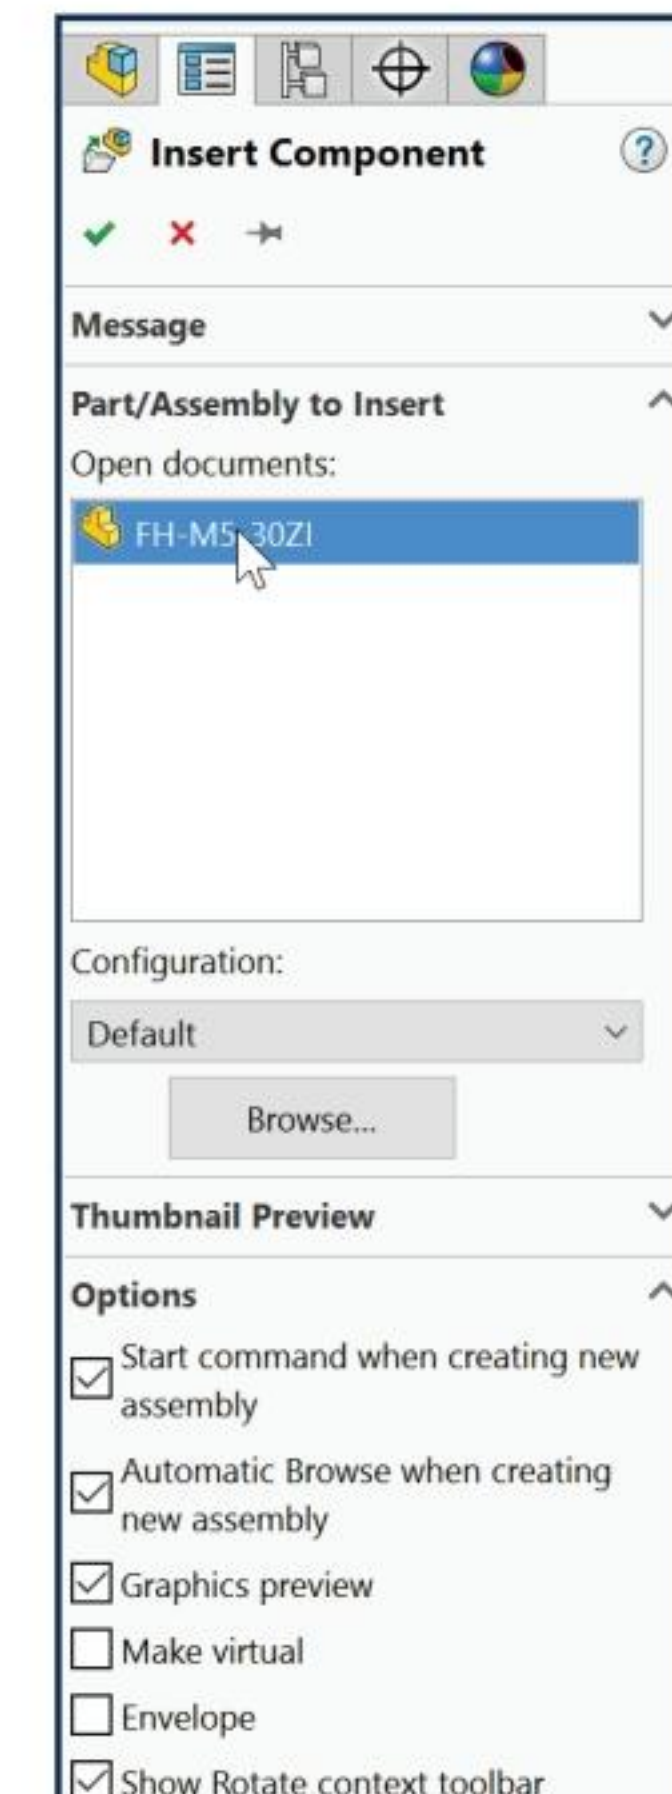 Insert Component
?
Message
Part/Assembly to Insert
Open documents:
FH-M5-30ZI
Configuration:
Default
Browse...
Thumbnail Preview
Options
Start command when creating new
assembly
Automatic Browse when creating
new assembly
Graphics preview
Make virtual
Envelope
Show Rotate context toolbar